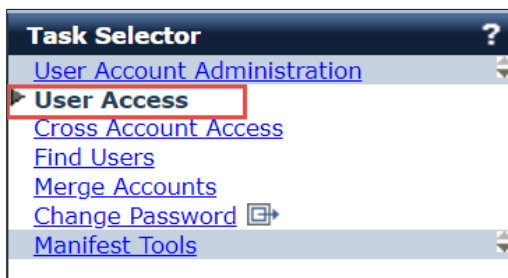 Task Selector ?
User Account Administration
User Access
Cross Account Access
Find Users
Merge Accounts
Change Password
Manifest Tools